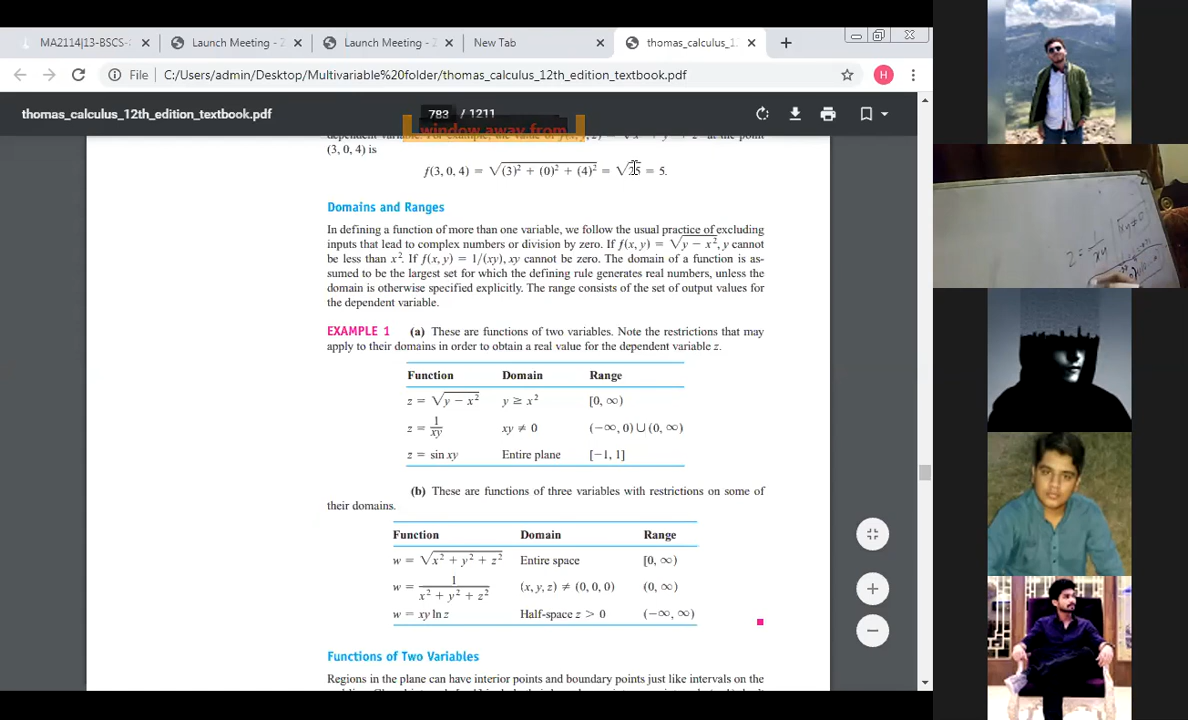 MA2114|13-BSCS-
Launch Meeting - Z
Launch Meeting - Z
New Tab
thomas_calculus_12th_edition_textbook.pdf
File C:/Users/admin/Desktop/Multivariable%20folder/thomas_calculus_12th_edition_textbook.pdf
H
thomas_calculus_12th_edition_textbook.pdf
783 / 1211
window away from
(3, 0, 4) is
f(3, 0, 4) = √(3)² + (0)² + (4)² = √25 = 5.
Domains and Ranges
In defining a function of more than one variable, we follow the usual practice of excluding
inputs that lead to complex numbers or division by zero. If f(x, y) = √y − x², y cannot
be less than x². If f(x, y) = 1/(xy), xy cannot be zero. The domain of a function is as-
sumed to be the largest set for which the defining rule generates real numbers, unless the
domain is otherwise specified explicitly. The range consists of the set of output values for
the dependent variable.
EXAMPLE 1 (a) These are functions of two variables. Note the restrictions that may
apply to their domains in order to obtain a real value for the dependent variable z.
Function Domain Range
z = √y − x² y ≥ x² [0, ∞)
z = 1/xy xy ≠ 0 (−∞, 0) ∪ (0, ∞)
z = sin xy Entire plane [−1, 1]
(b) These are functions of three variables with restrictions on some of
their domains.
Function Domain Range
w = √x² + y² + z² Entire space [0, ∞)
w = 1/x² + y² + z² (x, y, z) ≠ (0, 0, 0) (0, ∞)
w = xy ln z Half-space z > 0 (−∞, ∞)
Functions of Two Variables
Regions in the plane can have interior points and boundary points just like intervals on the
z = 1/xy xy ≠ 0